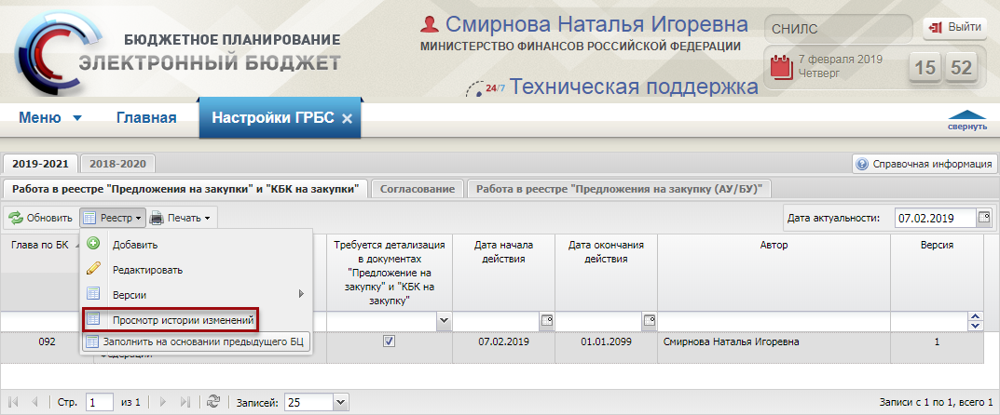 БЮДЖЕТНОЕ ПЛАНИРОВАНИЕ
ЭЛЕКТРОННЫЙ БЮДЖЕТ
Смирнова Наталья Игоревна
МИНИСТЕРСТВО ФИНАНСОВ РОССИЙСКОЙ ФЕДЕРАЦИИ
24/7 Техническая поддержка
СНИЛС
Выйти
7 февраля 2019
Четверг
15 52
Меню Главная Настройки ГРБС
свернуть
2019-2021 2018-2020
Справочная информация
Работа в реестре "Предложения на закупки" и "КБК на закупки" Согласование Работа в реестре "Предложения на закупку (АУ/БУ)"
Обновить Реестр Печать
Дата актуальности: 07.02.2019
Глава по БК
Требуется детализация в документах "Предложение на закупку" и "КБК на закупку"
Дата начала действия
Дата окончания действия
Автор
Версия
Добавить
Редактировать
Версии
Просмотр истории изменений
Заполнить на основании предыдущего БЦ
092 07.02.2019 01.01.2099 Смирнова Наталья Игоревна 1
Стр. 1 из 1 Записей: 25
Записи с 1 по 1, всего 1